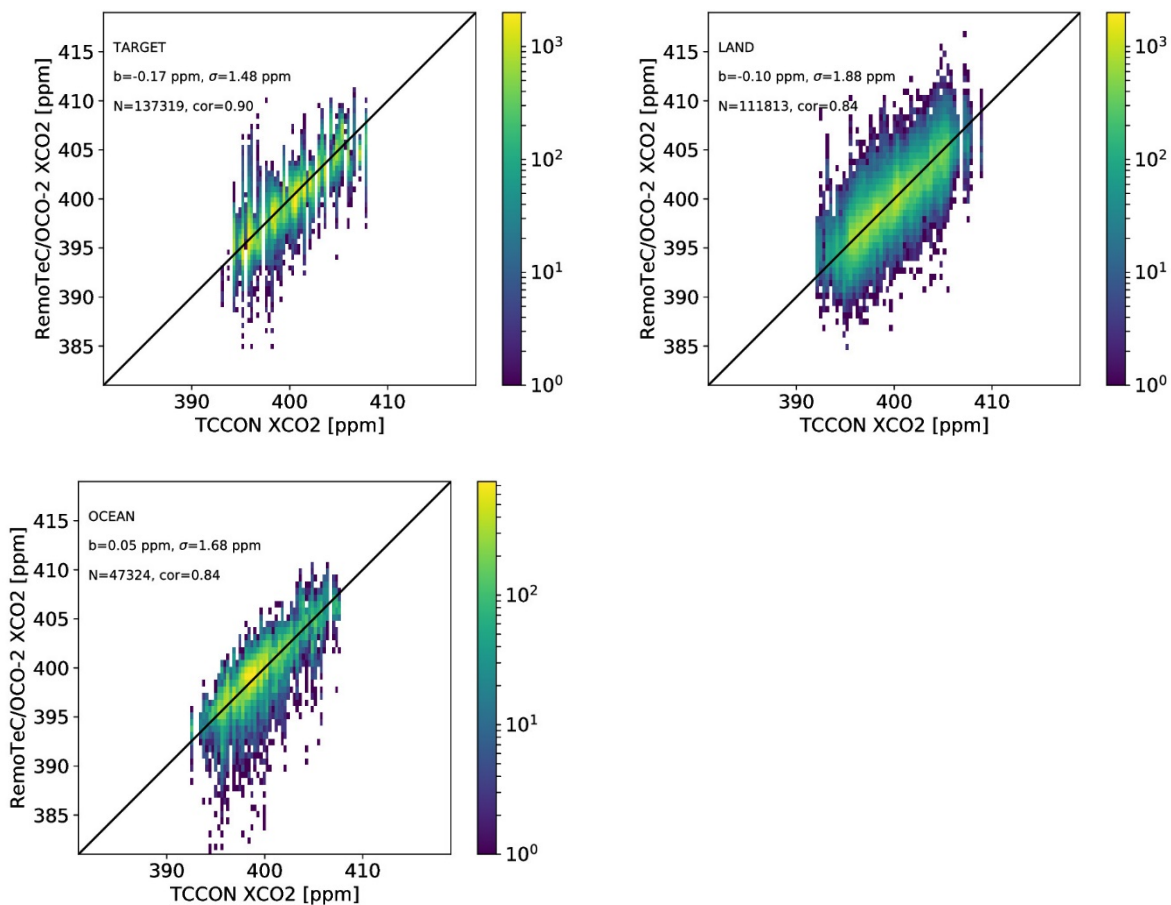 TARGET
b=-0.17 ppm, σ=1.48 ppm
N=137319, cor=0.90
415
410
405
400
395
390
385
390 400 410
TCCON XCO2 [ppm]
RemoTeC/OCO-2 XCO2 [ppm]
10³
10²
10¹
10⁰
LAND
b=-0.10 ppm, σ=1.88 ppm
N=111813, cor=0.84
415
410
405
400
395
390
385
390 400 410
TCCON XCO2 [ppm]
RemoTeC/OCO-2 XCO2 [ppm]
10³
10²
10¹
10⁰
OCEAN
b=0.05 ppm, σ=1.68 ppm
N=47324, cor=0.84
415
410
405
400
395
390
385
390 400 410
TCCON XCO2 [ppm]
RemoTeC/OCO-2 XCO2 [ppm]
10²
10¹
10⁰